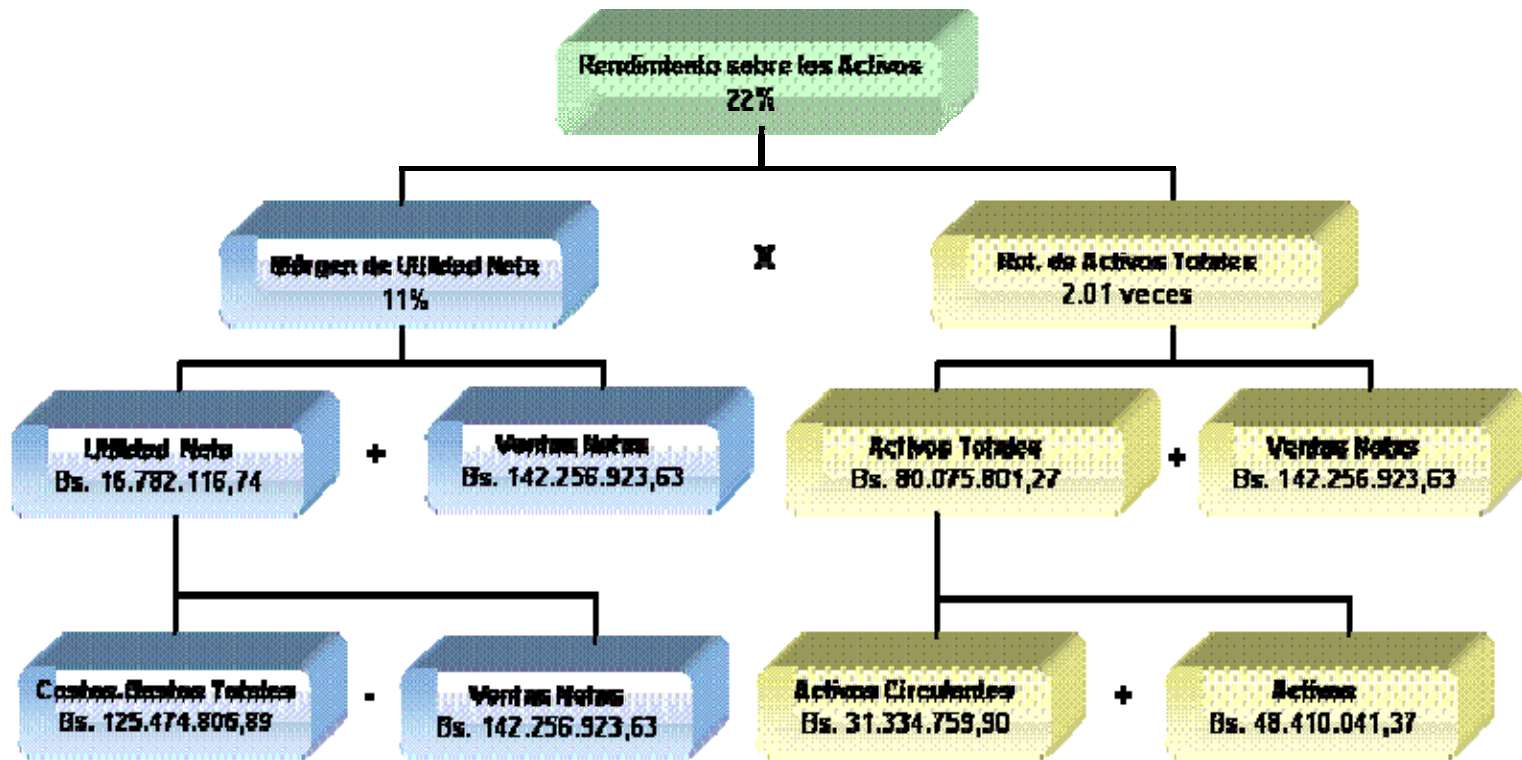 Rendimiento sobre los Activos
22%
Márgen de Utilidad Neta
11%
X
Rot. de Activos Totales
2.01 veces
Utilidad Neta
Bs. 16.782.116,74
+
Ventas Netas
Bs. 142.256.923,63
Activos Totales
Bs. 80.075.801,27
+
Ventas Netas
Bs. 142.256.923,63
Costos.Gastos Totales
Bs. 125.474.806,89
-
Ventas Netas
Bs. 142.256.923,63
Activos Circulantes
Bs. 31.334.759,90
+
Activos
Bs. 48.410.041,37